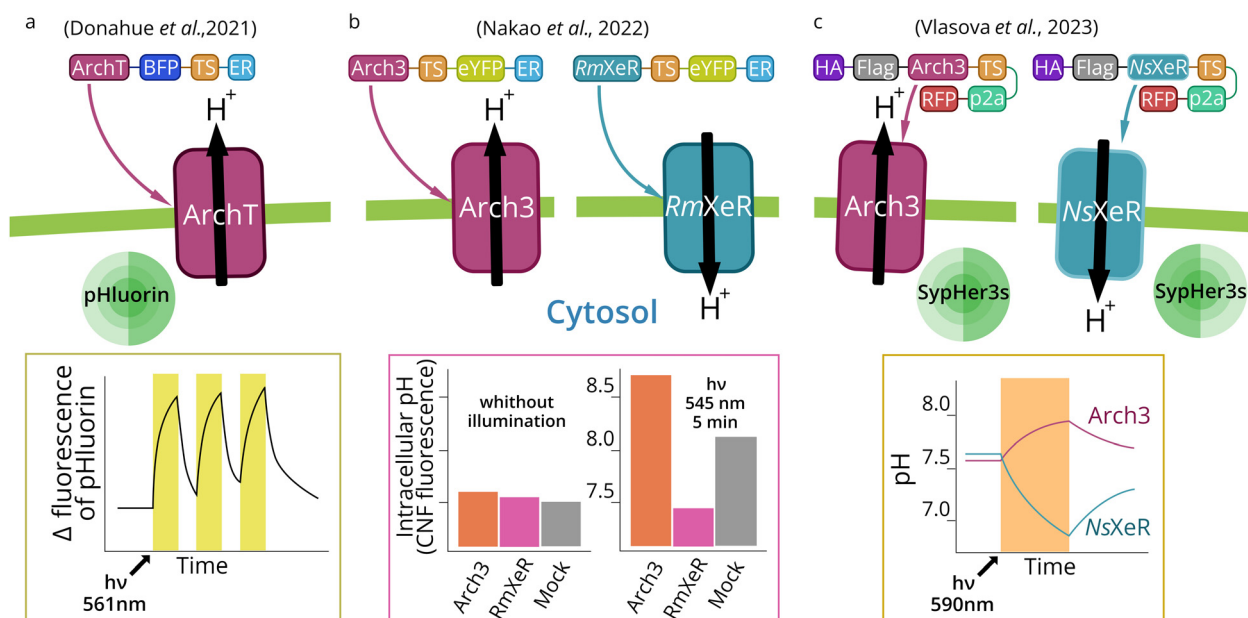 a
(Donahue et al.,2021)
ArchT BFP TS ER
H+
ArchT
pHluorin
Δ fluorescence
of pHluorin
Time
hν
561nm
b
(Nakao et al., 2022)
Arch3 TS eYFP ER
RmXeR TS eYFP ER
H+
Arch3
RmXeR
H+
Cytosol
Intracellular pH
(CNF fluorescence)
whithout
illumination
8.5
8.0
7.5
hν
545 nm
5 min
Arch3
RmXeR
Mock
Arch3
RmXeR
Mock
c
(Vlasova et al., 2023)
HA Flag Arch3 TS
RFP p2a
HA Flag NsXeR TS
RFP p2a
H+
Arch3
SypHer3s
NsXeR
H+
SypHer3s
pH
8.0
7.5
7.0
Arch3
NsXeR
Time
hν
590nm